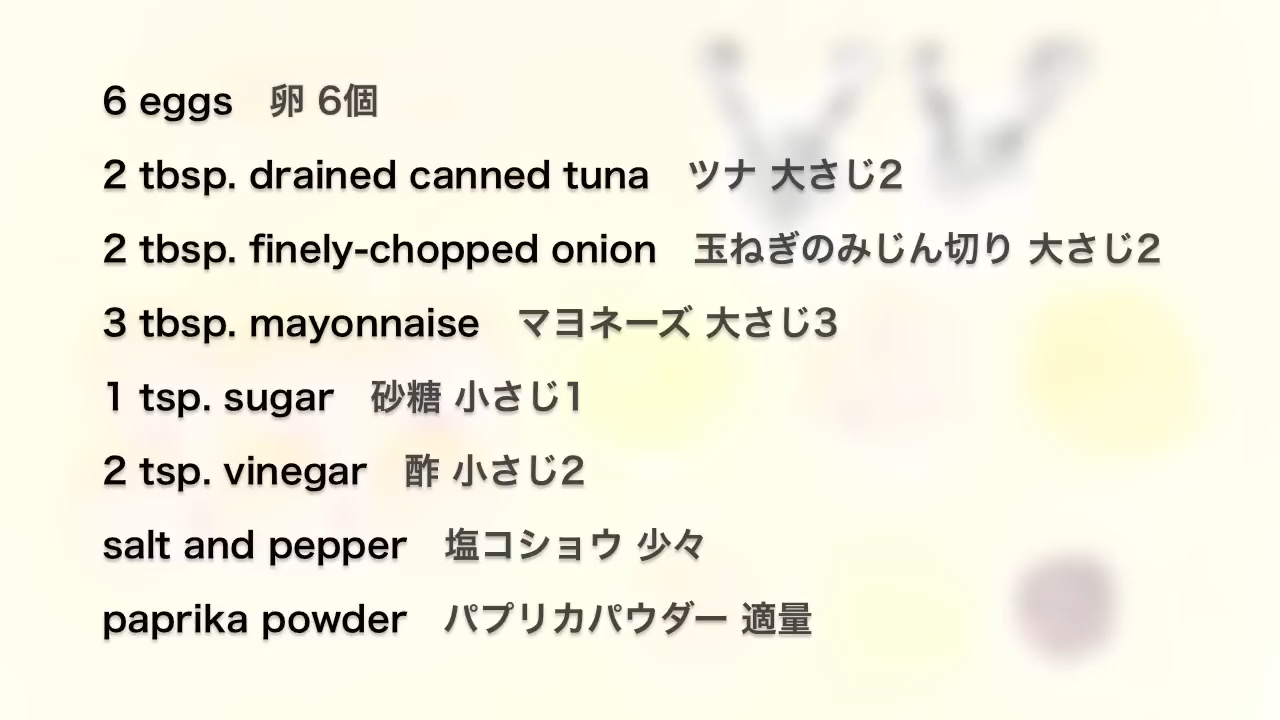 6 eggs 卵 6個
2 tbsp. drained canned tuna ツナ 大さじ2
2 tbsp. finely-chopped onion 玉ねぎのみじん切り 大さじ2
3 tbsp. mayonnaise マヨネーズ 大さじ3
1 tsp. sugar 砂糖 小さじ1
2 tsp. vinegar 酢 小さじ2
salt and pepper 塩コショウ 少々
paprika powder パプリカパウダー 適量